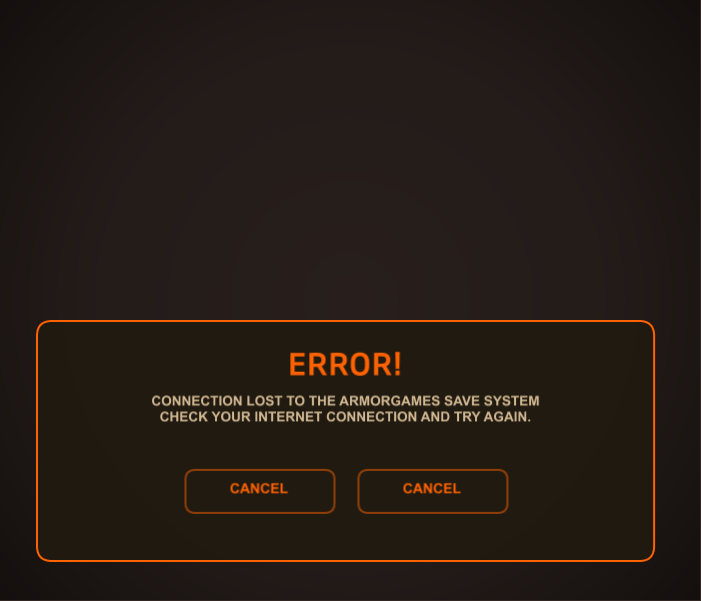 ERROR!
CONNECTION LOST TO THE ARMORGAMES SAVE SYSTEM
CHECK YOUR INTERNET CONNECTION AND TRY AGAIN.
CANCEL CANCEL